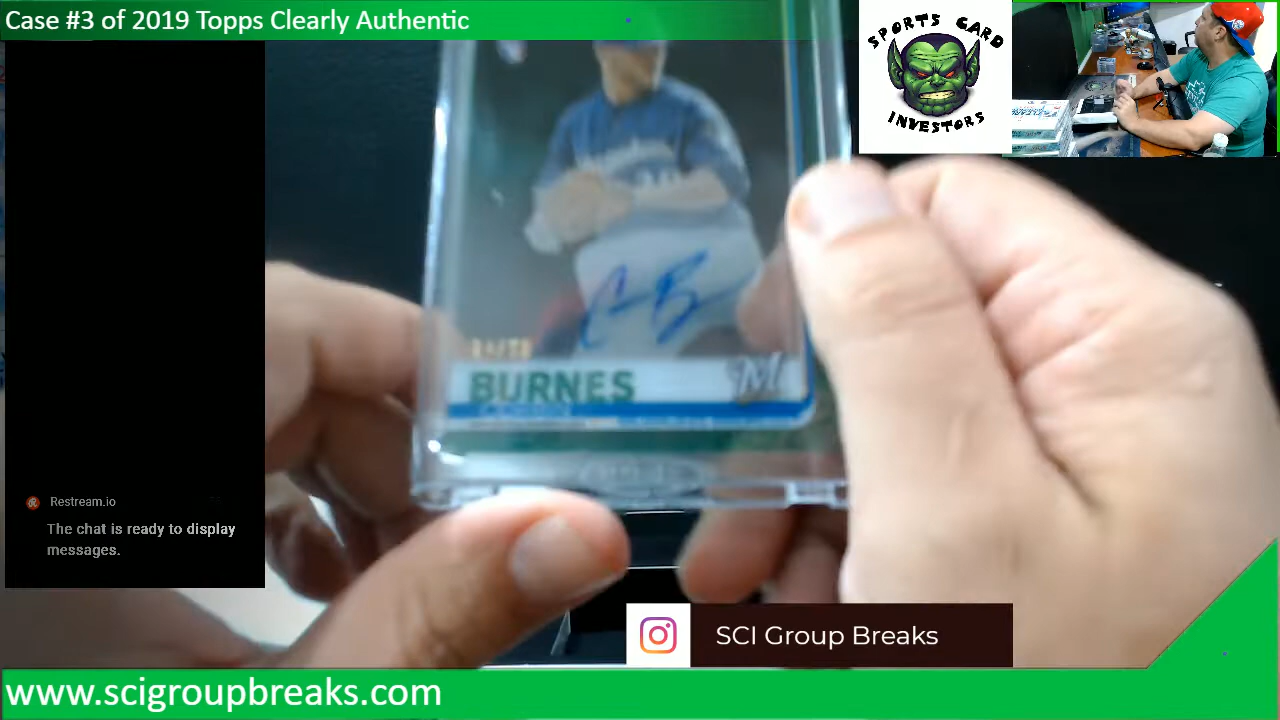 Case #3 of 2019 Topps Clearly Authentic
SPORTS CARD
INVESTORS
BURNES
M
Restream.io
The chat is ready to display
messages.
SCI Group Breaks
www.scigroupbreaks.com